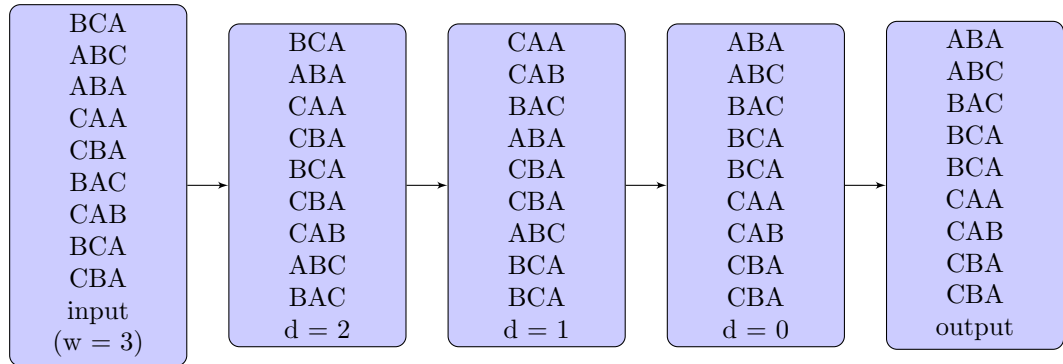 BCA
ABC
ABA
CAA
CBA
BAC
CAB
BCA
CBA
input
(w = 3)
BCA
ABA
CAA
CBA
BCA
CBA
CAB
ABC
BAC
d = 2
CAA
CAB
BAC
ABA
CBA
CBA
ABC
BCA
BCA
d = 1
ABA
ABC
BAC
BCA
BCA
CAA
CAB
CBA
CBA
d = 0
ABA
ABC
BAC
BCA
BCA
CAA
CAB
CBA
CBA
output